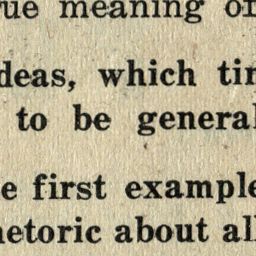 ue meaning of
deas, which tim
to be general
e first example
hetoric about all